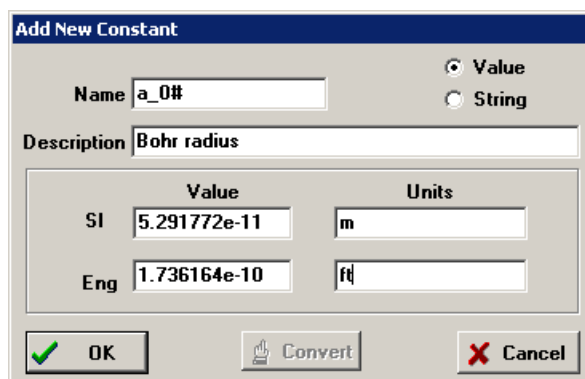 Add New Constant
Value
Name a_0#
String
Description Bohr radius
Value Units
SI 5.291772e-11 m
Eng 1.736164e-10 ft
OK Convert Cancel